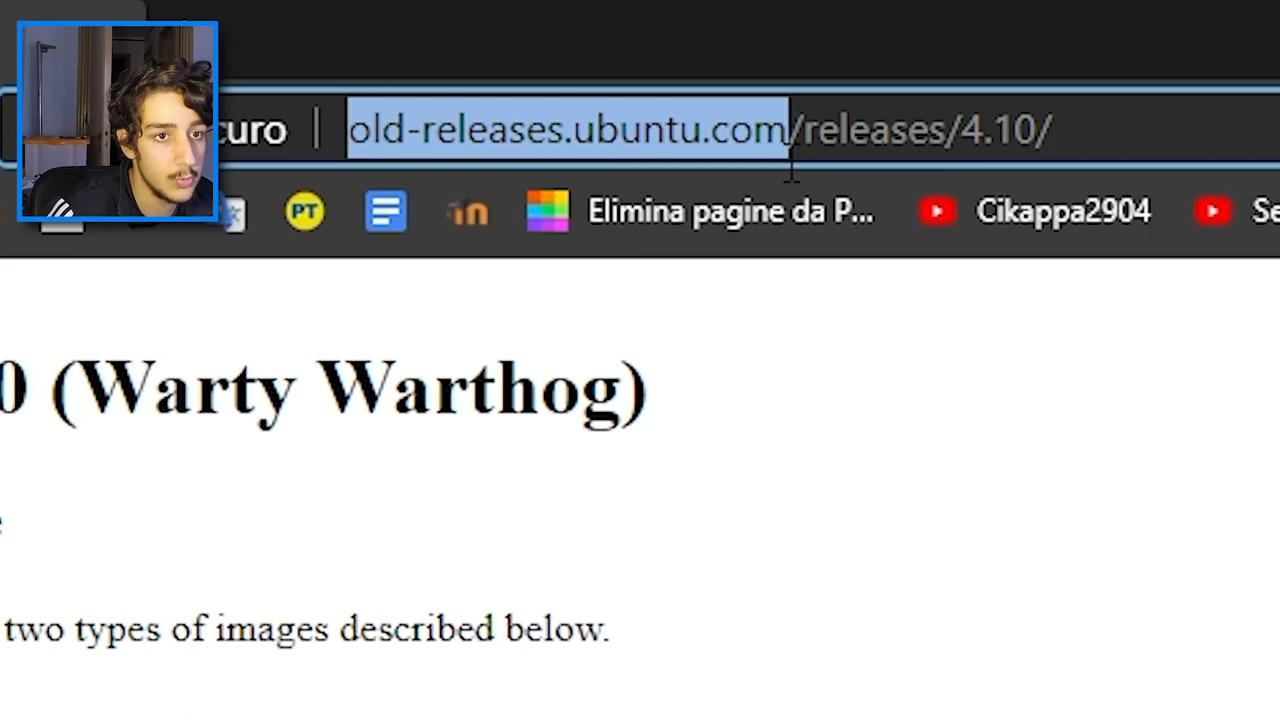 curo | old-releases.ubuntu.com/releases/4.10/
PT in Elimina pagine da P... Cikappa2904 Se
0 (Warty Warthog)
e
two types of images described below.